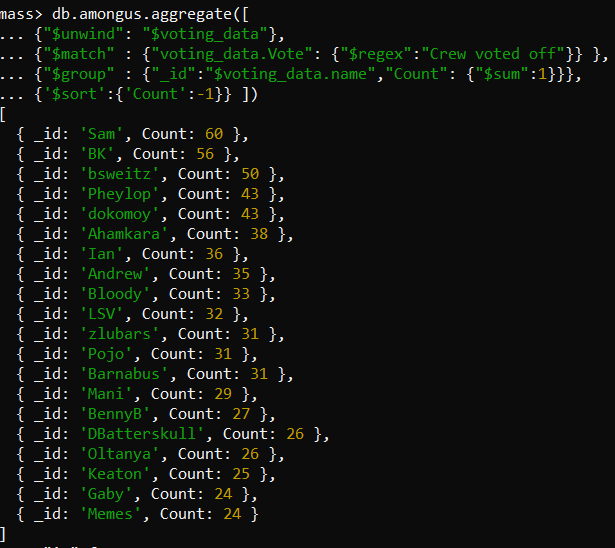 mass> db.amongus.aggregate([
... {"$unwind": "$voting_data"},
... {"$match" : {"voting_data.Vote": {"$regex":"Crew voted off"}} },
... {"$group" : {"_id":"$voting_data.name","Count": {"$sum":1}}},
... {'$sort':{'Count':-1}} ])
[
  { _id: 'Sam', Count: 60 },
  { _id: 'BK', Count: 56 },
  { _id: 'bsweitz', Count: 50 },
  { _id: 'Pheylop', Count: 43 },
  { _id: 'dokomoy', Count: 43 },
  { _id: 'Ahamkara', Count: 38 },
  { _id: 'Ian', Count: 36 },
  { _id: 'Andrew', Count: 35 },
  { _id: 'Bloody', Count: 33 },
  { _id: 'LSV', Count: 32 },
  { _id: 'zlubars', Count: 31 },
  { _id: 'Pojo', Count: 31 },
  { _id: 'Barnabus', Count: 31 },
  { _id: 'Mani', Count: 29 },
  { _id: 'BennyB', Count: 27 },
  { _id: 'DBatterskull', Count: 26 },
  { _id: 'Oltanya', Count: 26 },
  { _id: 'Keaton', Count: 25 },
  { _id: 'Gaby', Count: 24 },
  { _id: 'Memes', Count: 24 }
]